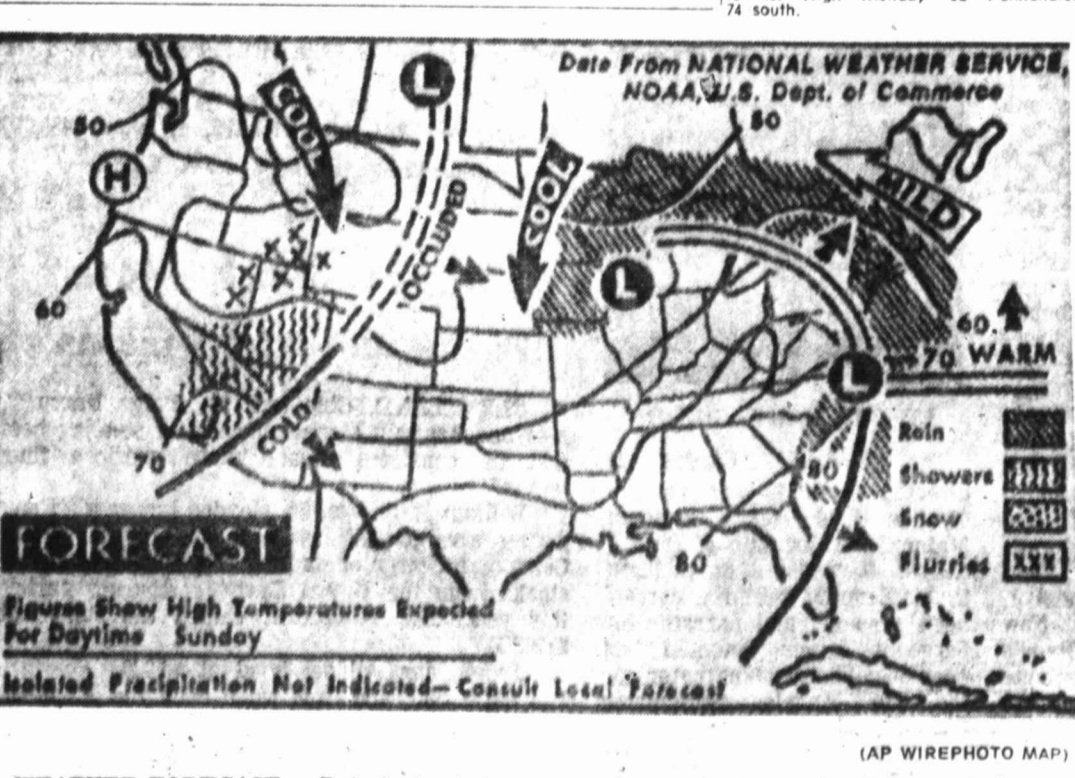 74 south.
Data From NATIONAL WEATHER SERVICE,
NOAA, U.S. Dept. of Commerce
50
50
H
L
COOL
COOL
MILD
OCCLUDED
L
60
60
70
WARM
L
COLD
70
80
80
Rain
Showers
Snow
Flurries
FORECAST
Figures Show High Temperatures Expected
For Daytime Sunday
Isolated Precipitation Not Indicated— Consult Local Forecast
(AP WIREPHOTO MAP)